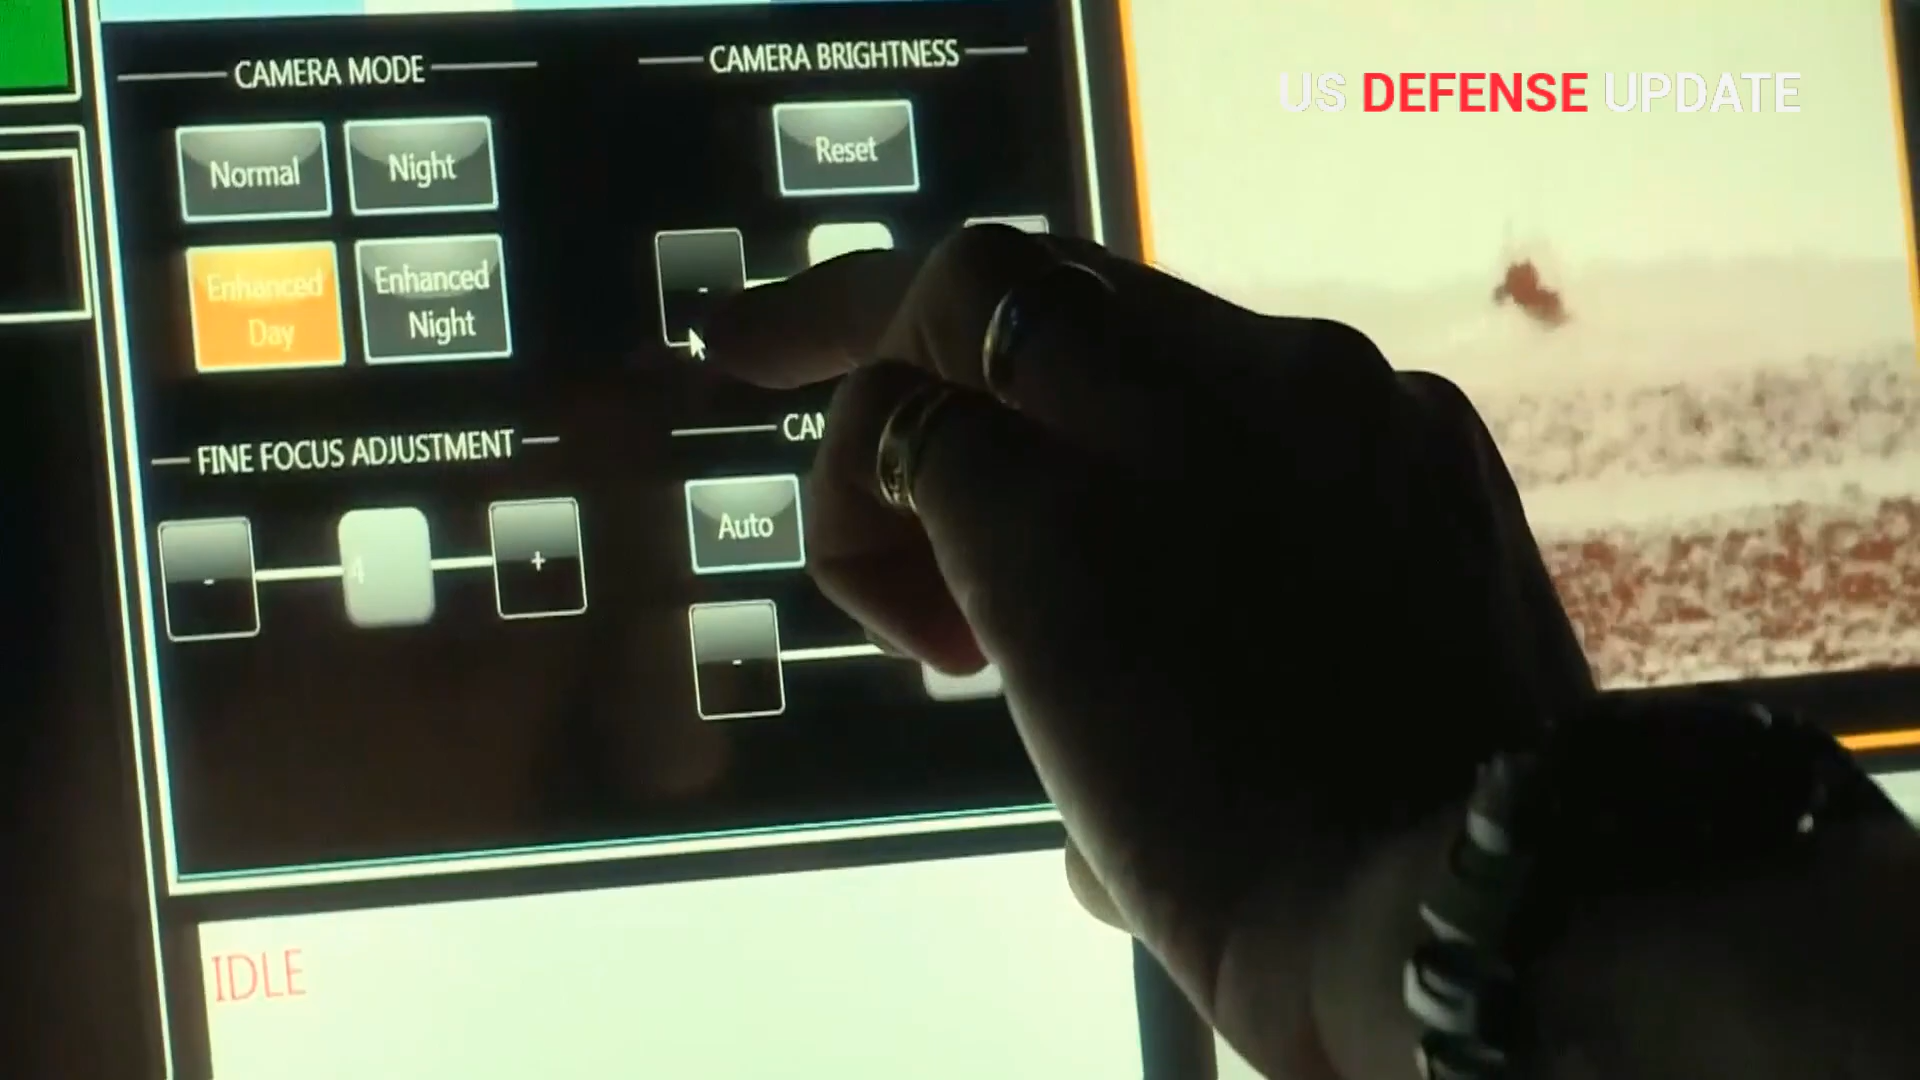 CAMERA MODE
CAMERA BRIGHTNESS
US DEFENSE UPDATE
Normal
Night
Reset
Enhanced
Day
Enhanced
Night
-
FINE FOCUS ADJUSTMENT
Auto
-
4
+
-
IDLE